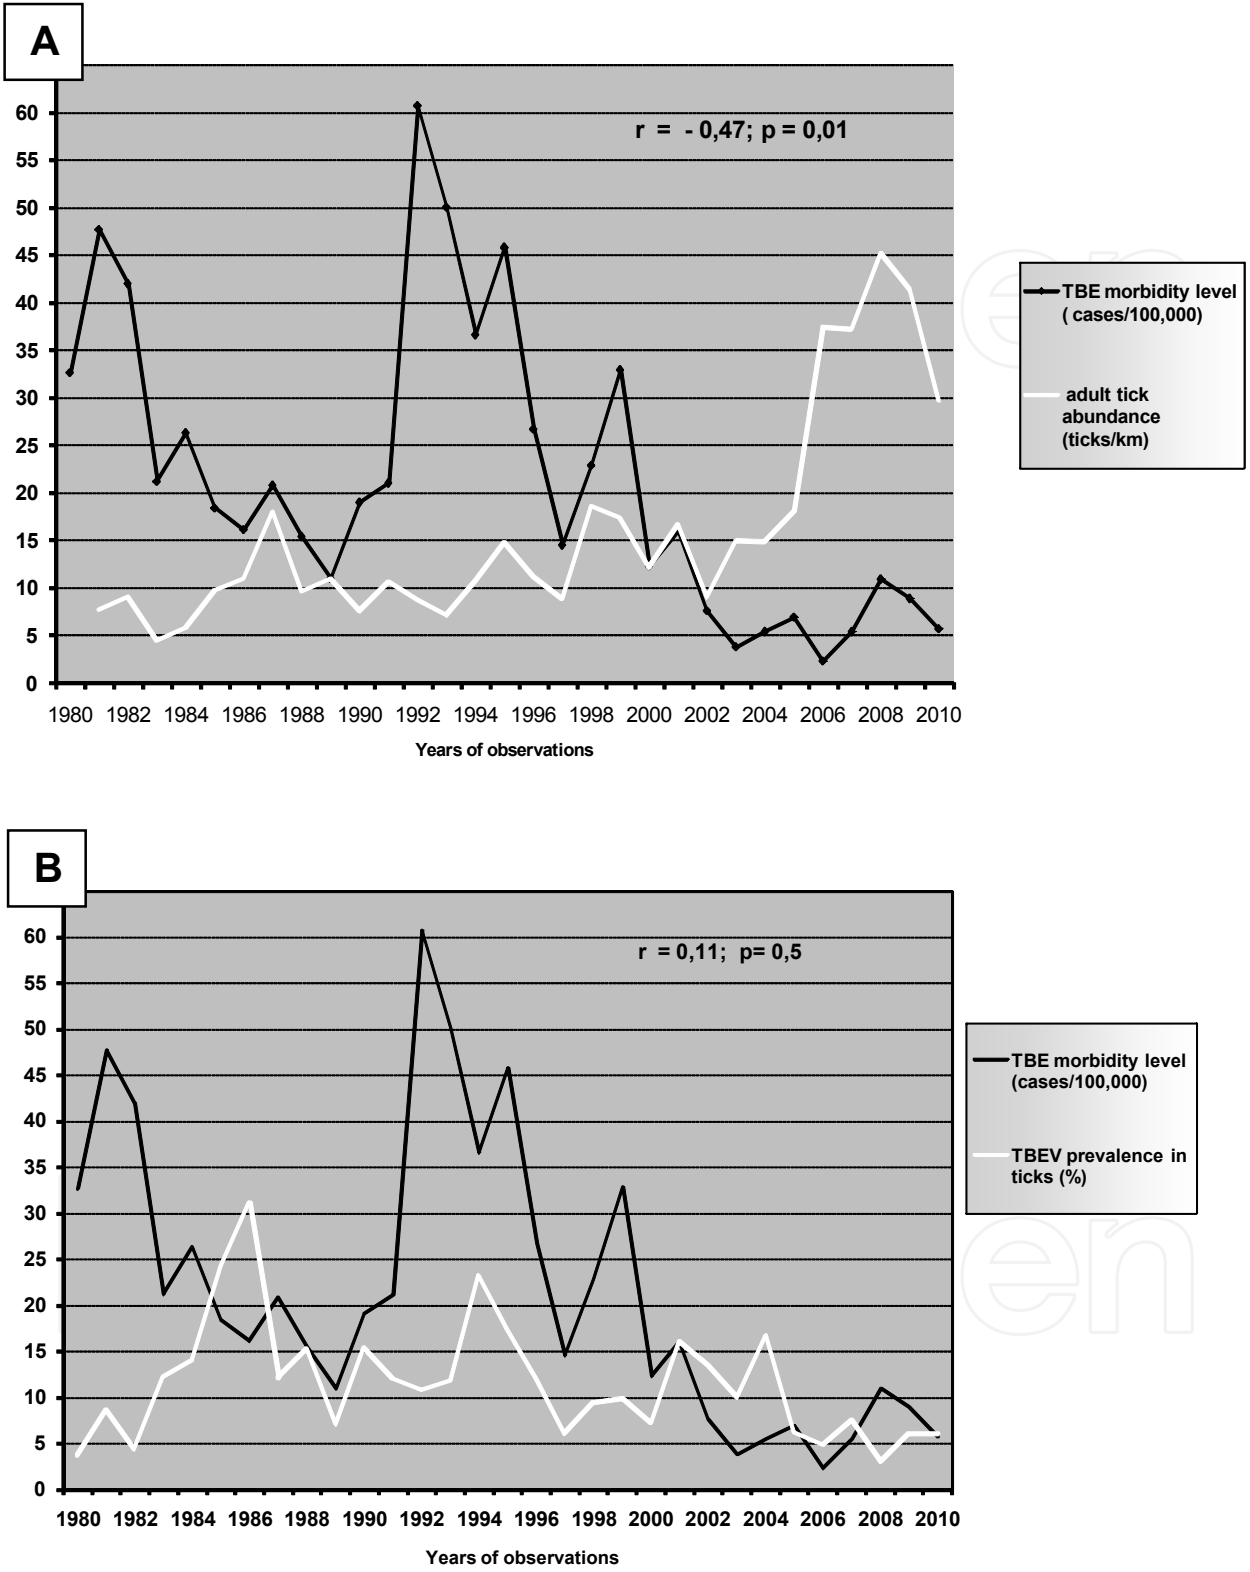 A
r = - 0,47; p = 0,01
60
55
50
45
40
35
30
25
20
15
10
5
0
1980 1982 1984 1986 1988 1990 1992 1994 1996 1998 2000 2002 2004 2006 2008 2010
Years of observations
TBE morbidity level
( cases/100,000)
adult tick
abundance
(ticks/km)
en
B
r = 0,11; p= 0,5
60
55
50
45
40
35
30
25
20
15
10
5
0
1980 1982 1984 1986 1988 1990 1992 1994 1996 1998 2000 2002 2004 2006 2008 2010
Years of observations
TBE morbidity level
(cases/100,000)
TBEV prevalence in
ticks (%)
en